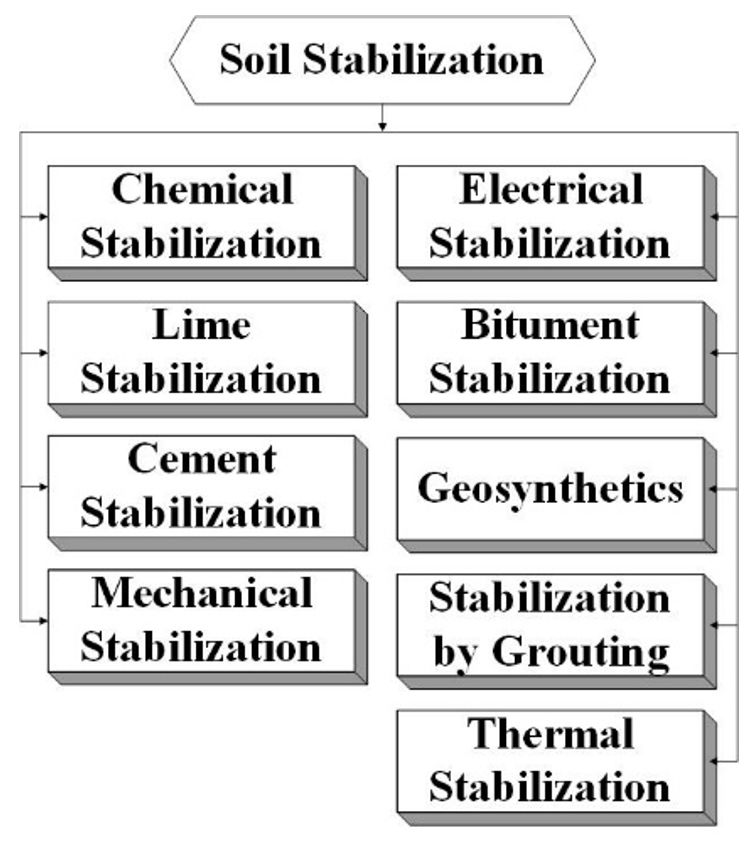 Soil Stabilization
Chemical
Stabilization
Lime
Stabilization
Cement
Stabilization
Mechanical
Stabilization
Electrical
Stabilization
Bitument
Stabilization
Geosynthetics
Stabilization
by Grouting
Thermal
Stabilization